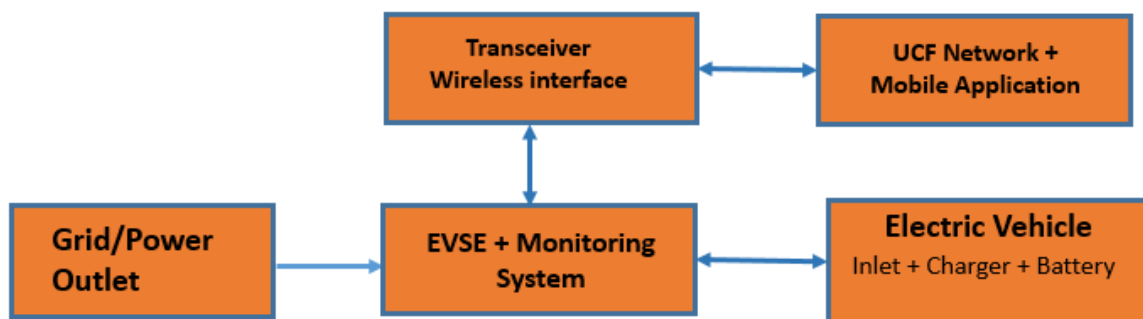 Transceiver
Wireless interface
UCF Network +
Mobile Application
Grid/Power
Outlet
EVSE + Monitoring
System
Electric Vehicle
Inlet + Charger + Battery